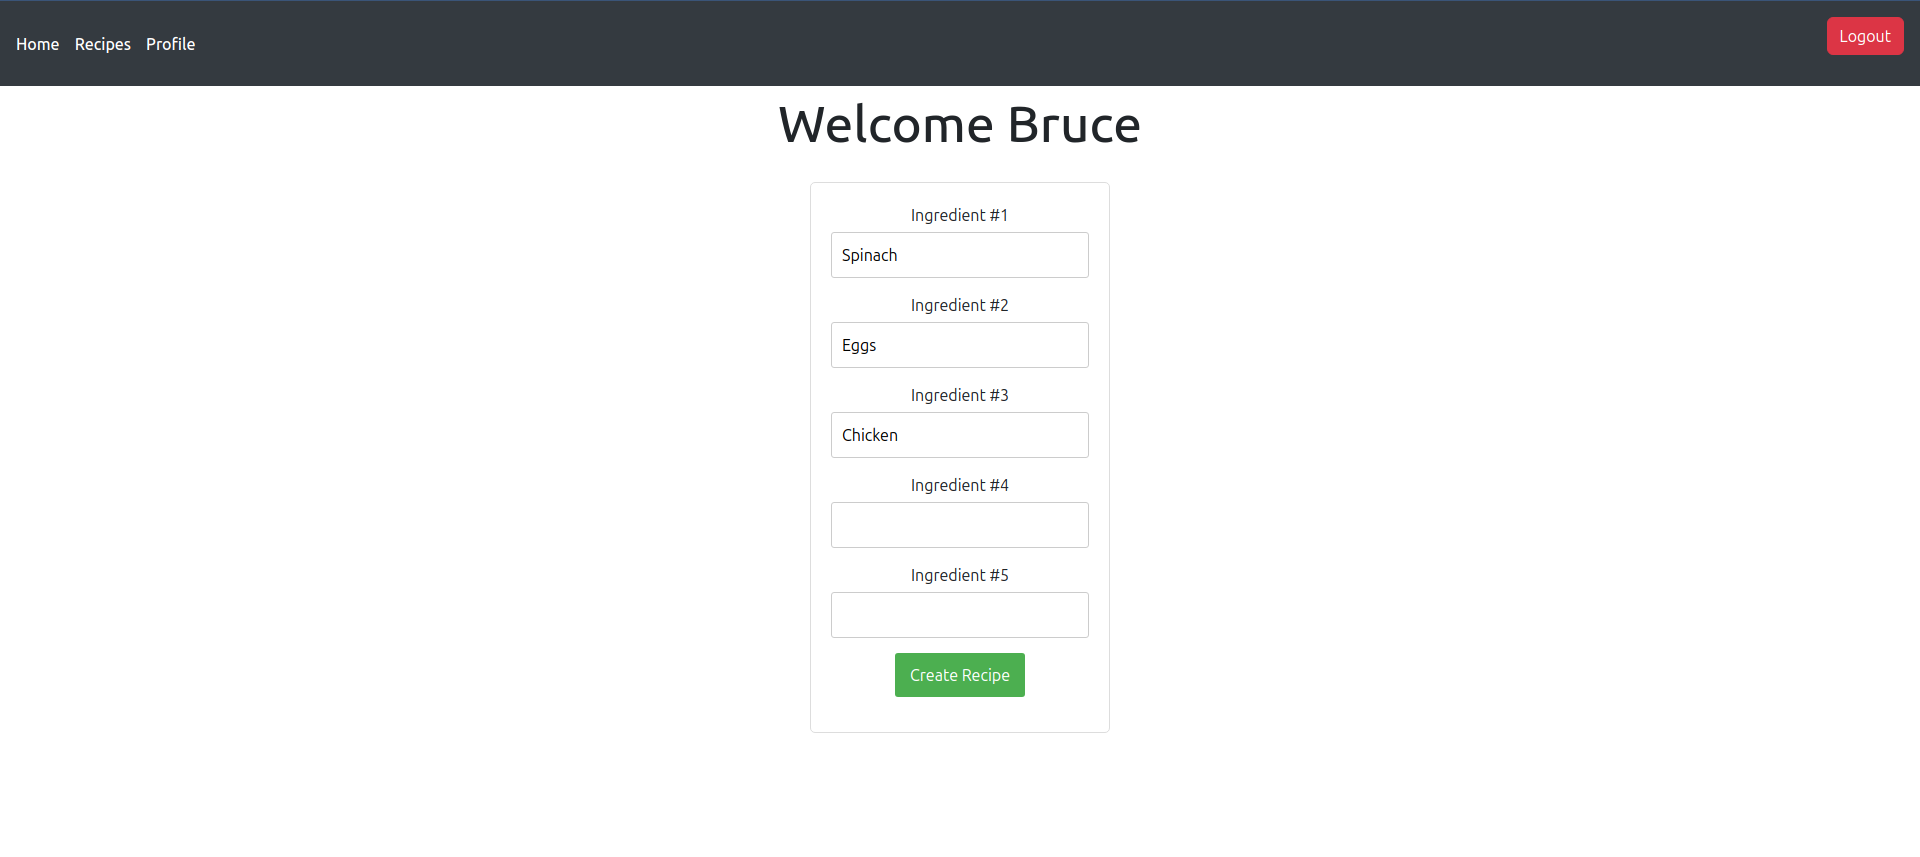 Home Recipes Profile Logout
Welcome Bruce
Ingredient #1
Spinach
Ingredient #2
Eggs
Ingredient #3
Chicken
Ingredient #4
Ingredient #5
Create Recipe